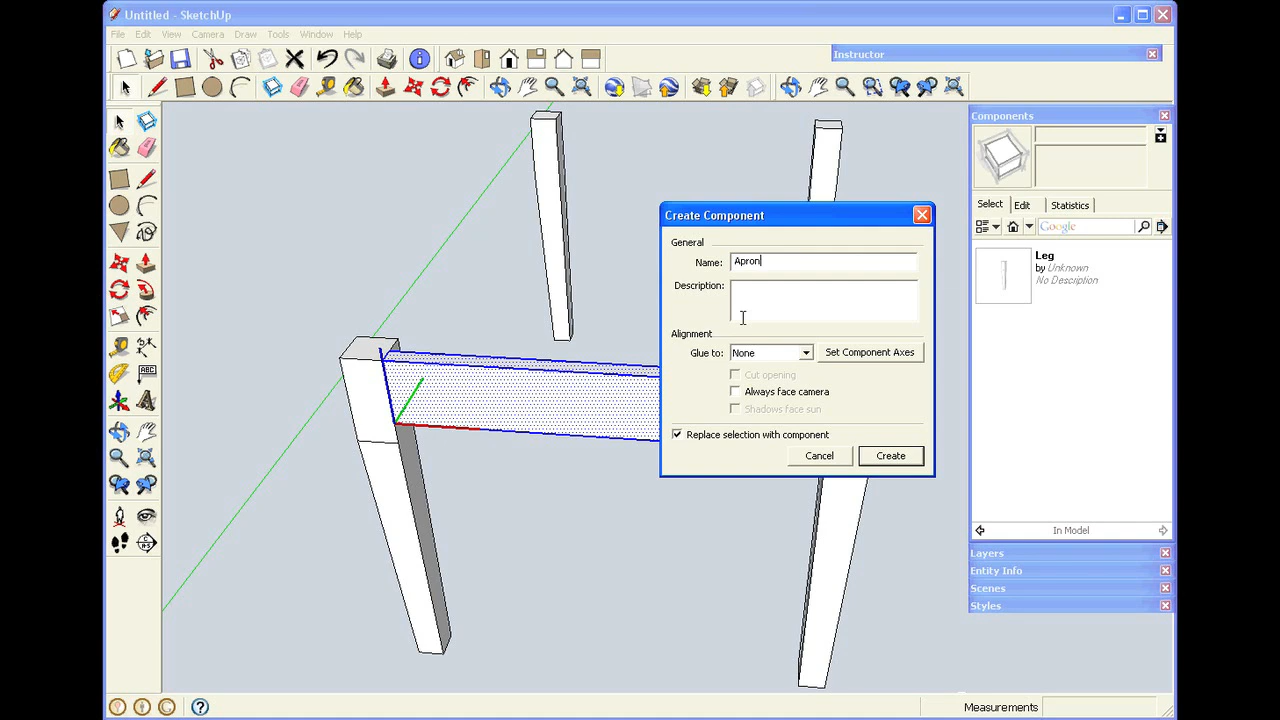 Untitled - SketchUp
File Edit View Camera Draw Tools Window Help
Instructor
Components
Select Edit Statistics
Google
Leg
by Unknown
No Description
In Model
Layers
Entity Info
Scenes
Styles
Create Component
General
Name: Apron
Description:
Alignment
Glue to: None Set Component Axes
Cut opening
Always face camera
Shadows face sun
Replace selection with component
Cancel Create
ABC
Measurements